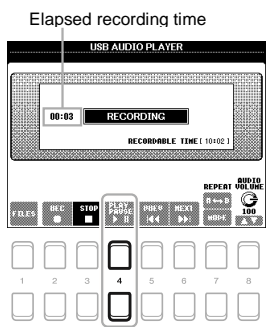 Elapsed recording time
USB AUDIO PLAYER
00:03 RECORDING
RECORDABLE TIME [ 10:02 ]
REPEAT AUDIO VOLUME
FILES REC STOP PLAY PAUSE PREV NEXT A B MODE 100
1 2 3 4 5 6 7 8